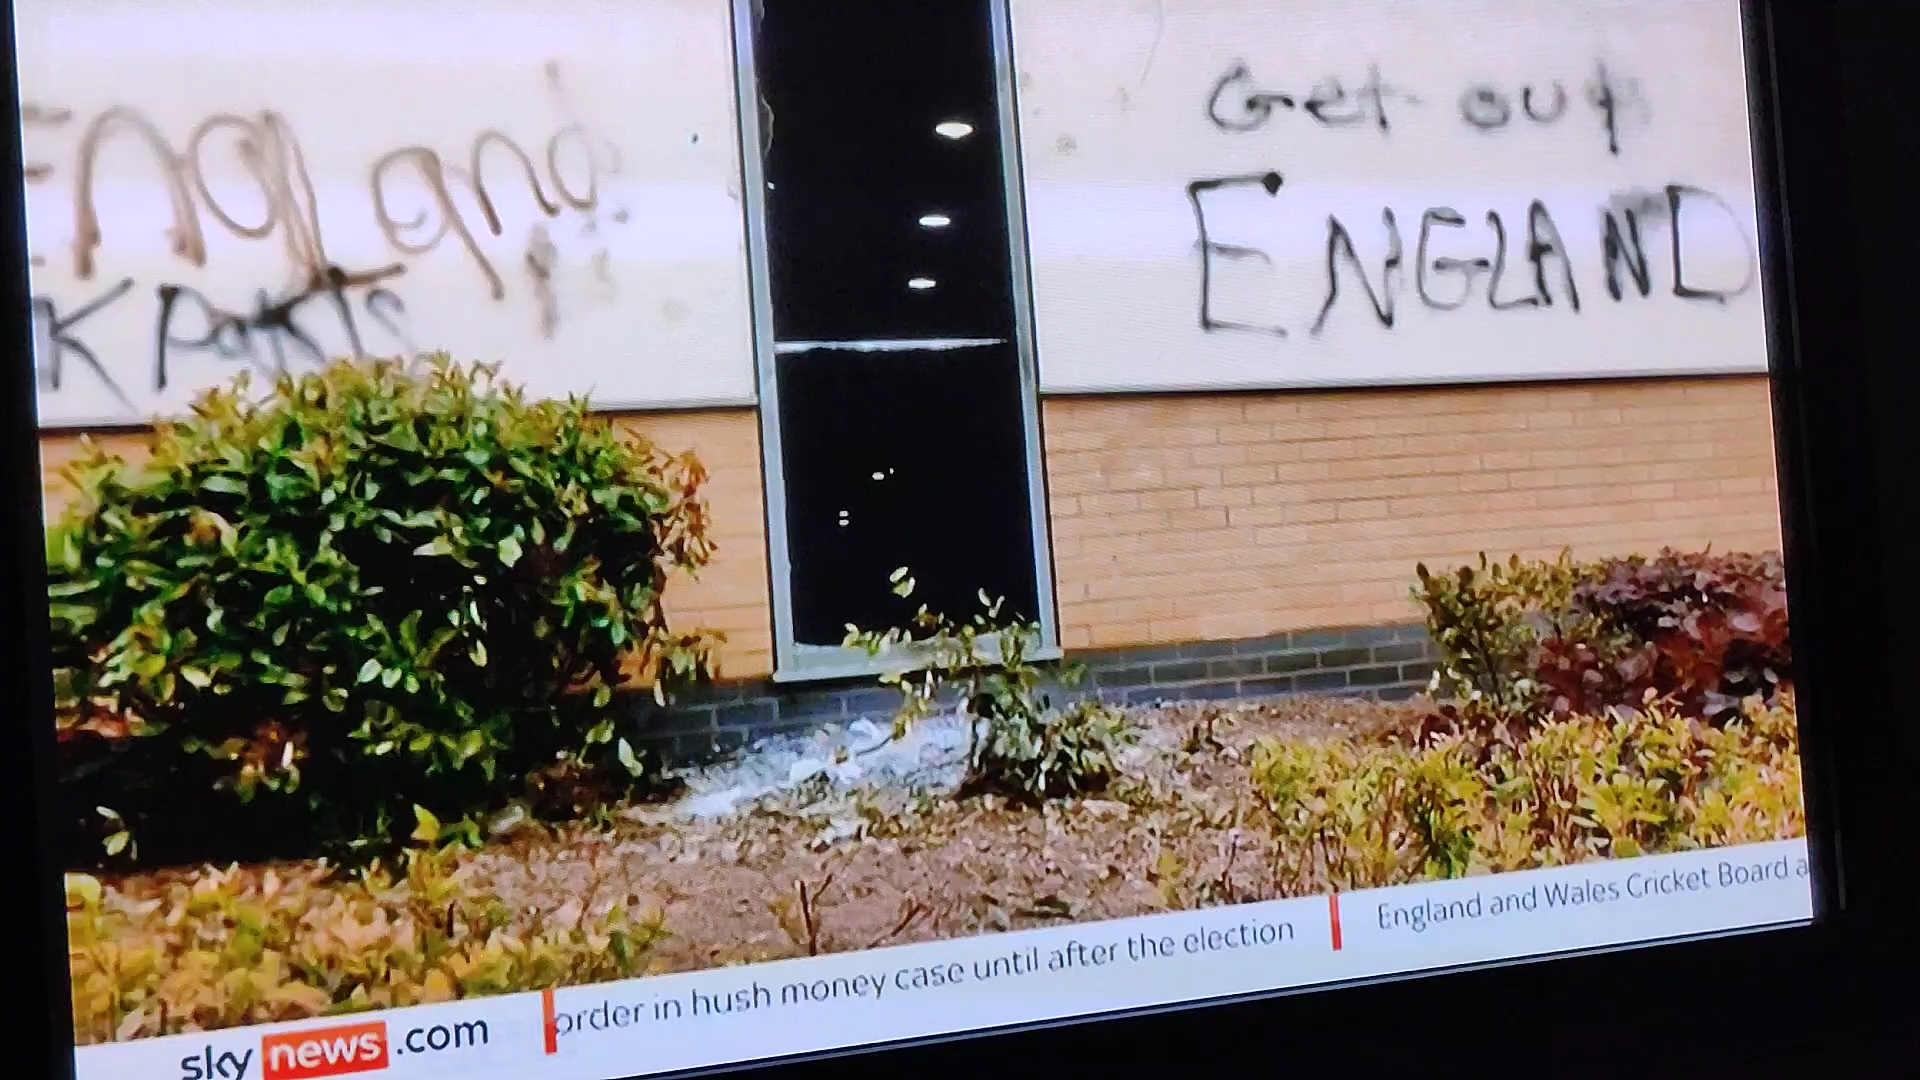 England
Get out
ENGLAND
order in hush money case until after the election
England and Wales Cricket Board a
sky news.com